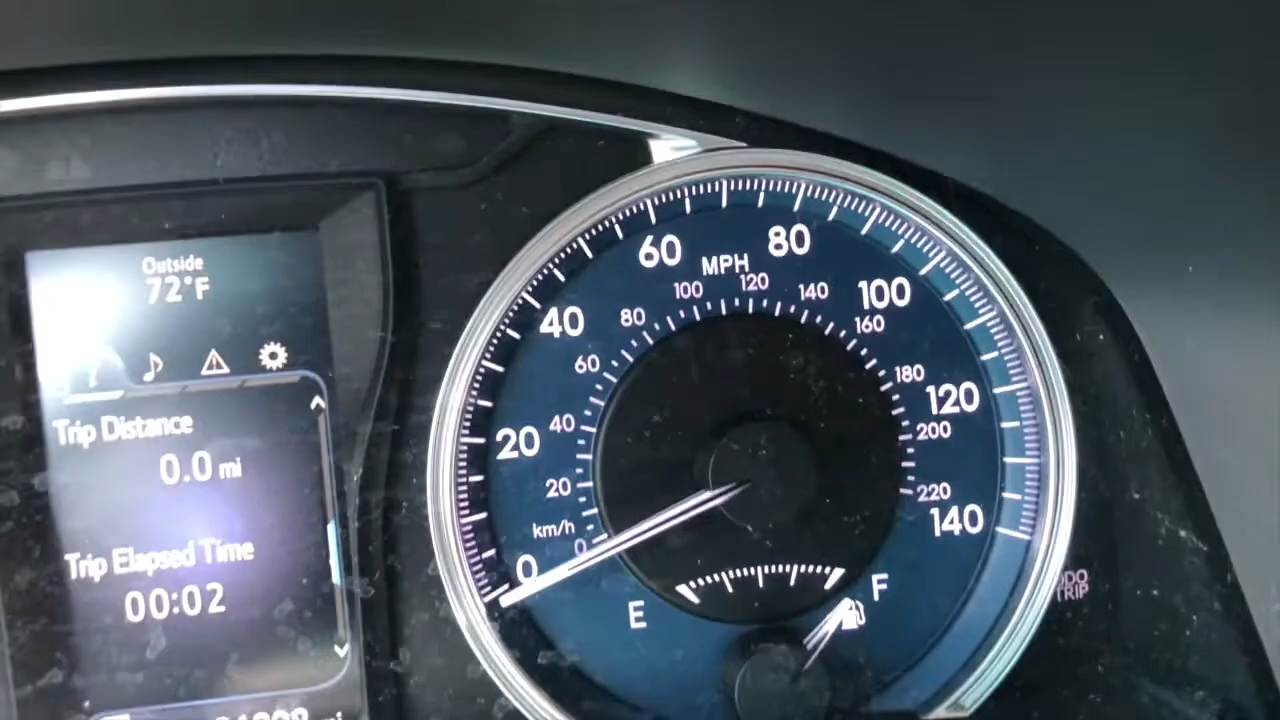 Outside
72°F
Trip Distance
0.0 mi
Trip Elapsed Time
00:02
mi
MPH
0
20
40
60
80
100
120
140
km/h
0
20
40
60
80
100
120
140
160
180
200
220
E
F
ODO
TRIP